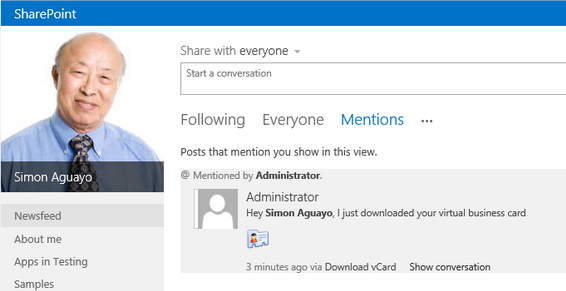 SharePoint
Simon Aguayo
Newsfeed
About me
Apps in Testing
Samples
Share with everyone
Start a conversation
Following Everyone Mentions ...
Posts that mention you show in this view.
@ Mentioned by Administrator.
Administrator
Hey Simon Aguayo, I just downloaded your virtual business card
3 minutes ago via Download vCard Show conversation